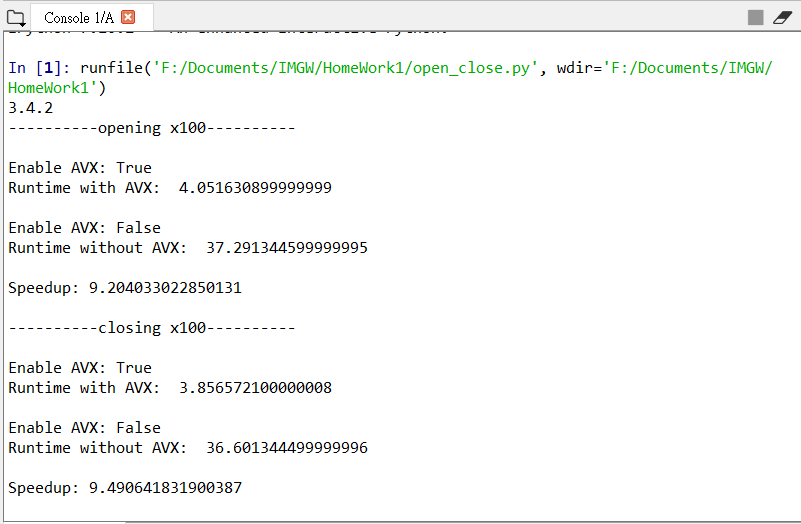 Console 1/A
In [1]: runfile('F:/Documents/IMGW/HomeWork1/open_close.py', wdir='F:/Documents/IMGW/
HomeWork1')
3.4.2
----------opening x100----------
Enable AVX: True
Runtime with AVX:  4.051630899999999
Enable AVX: False
Runtime without AVX:  37.291344599999995
Speedup: 9.204033022850131
----------closing x100----------
Enable AVX: True
Runtime with AVX:  3.856572100000008
Enable AVX: False
Runtime without AVX:  36.601344499999996
Speedup: 9.490641831900387